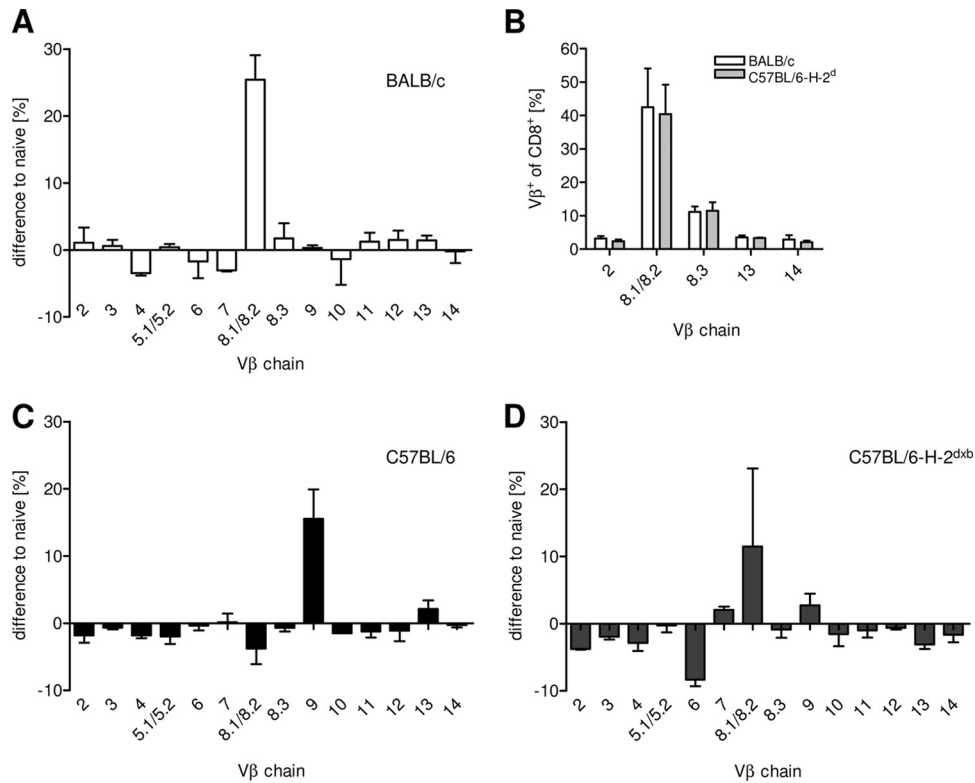 A
BALB/c
difference to naive [%]
30
20
10
0
-10
2 3 4 5.1/5.2 6 7 8.1/8.2 8.3 9 10 11 12 13 14
Vβ chain
B
BALB/c
C57BL/6-H-2ᵈ
Vβ⁺ of CD8⁺ [%]
60
50
40
30
20
10
0
2 8.1/8.2 8.3 13 14
Vβ chain
C
C57BL/6
difference to naive [%]
30
20
10
0
-10
2 3 4 5.1/5.2 6 7 8.1/8.2 8.3 9 10 11 12 13 14
Vβ chain
D
C57BL/6-H-2ᵈˣᵇ
difference to naive [%]
30
20
10
0
-10
2 3 4 5.1/5.2 6 7 8.1/8.2 8.3 9 10 11 12 13 14
Vβ chain